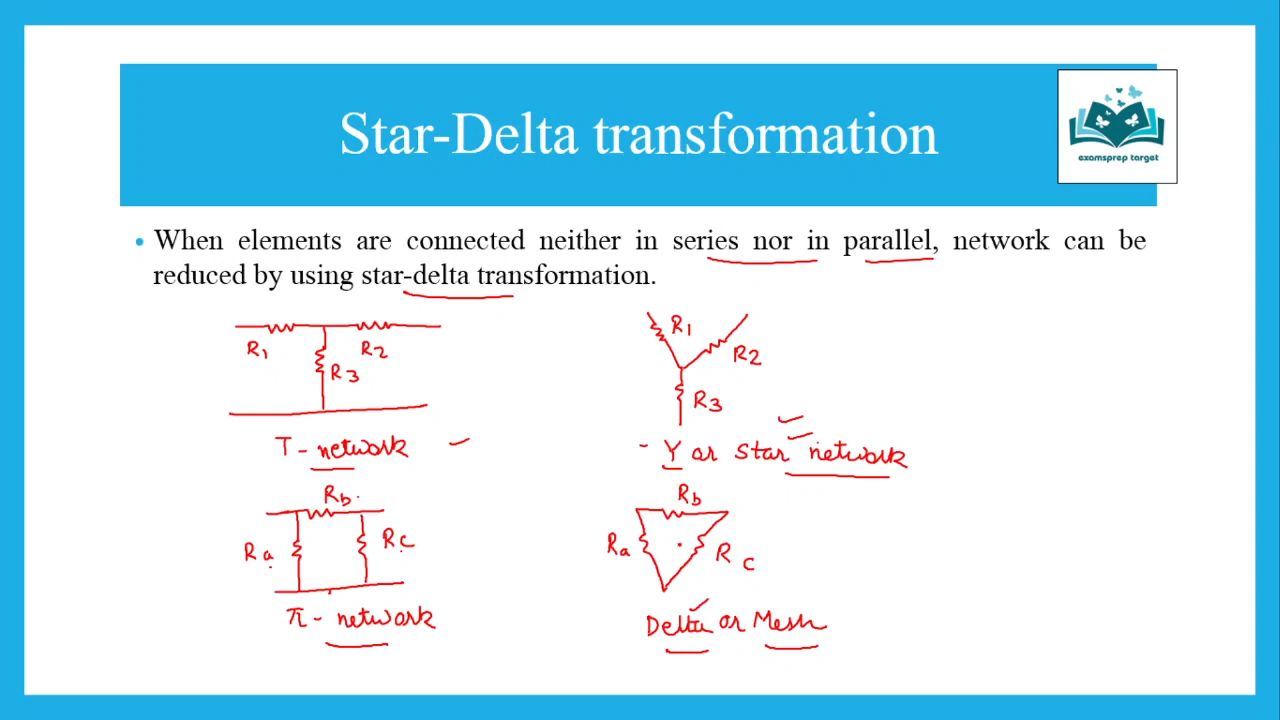 Star-Delta transformation
examsprep target
• When elements are connected neither in series nor in parallel, network can be
reduced by using star-delta transformation.
R1
R2
R3
T- network
R1
R2
R3
Y or Star network
Rb
Ra
Rc
π- network
Rb
Ra
Rc
Delta or Mesh